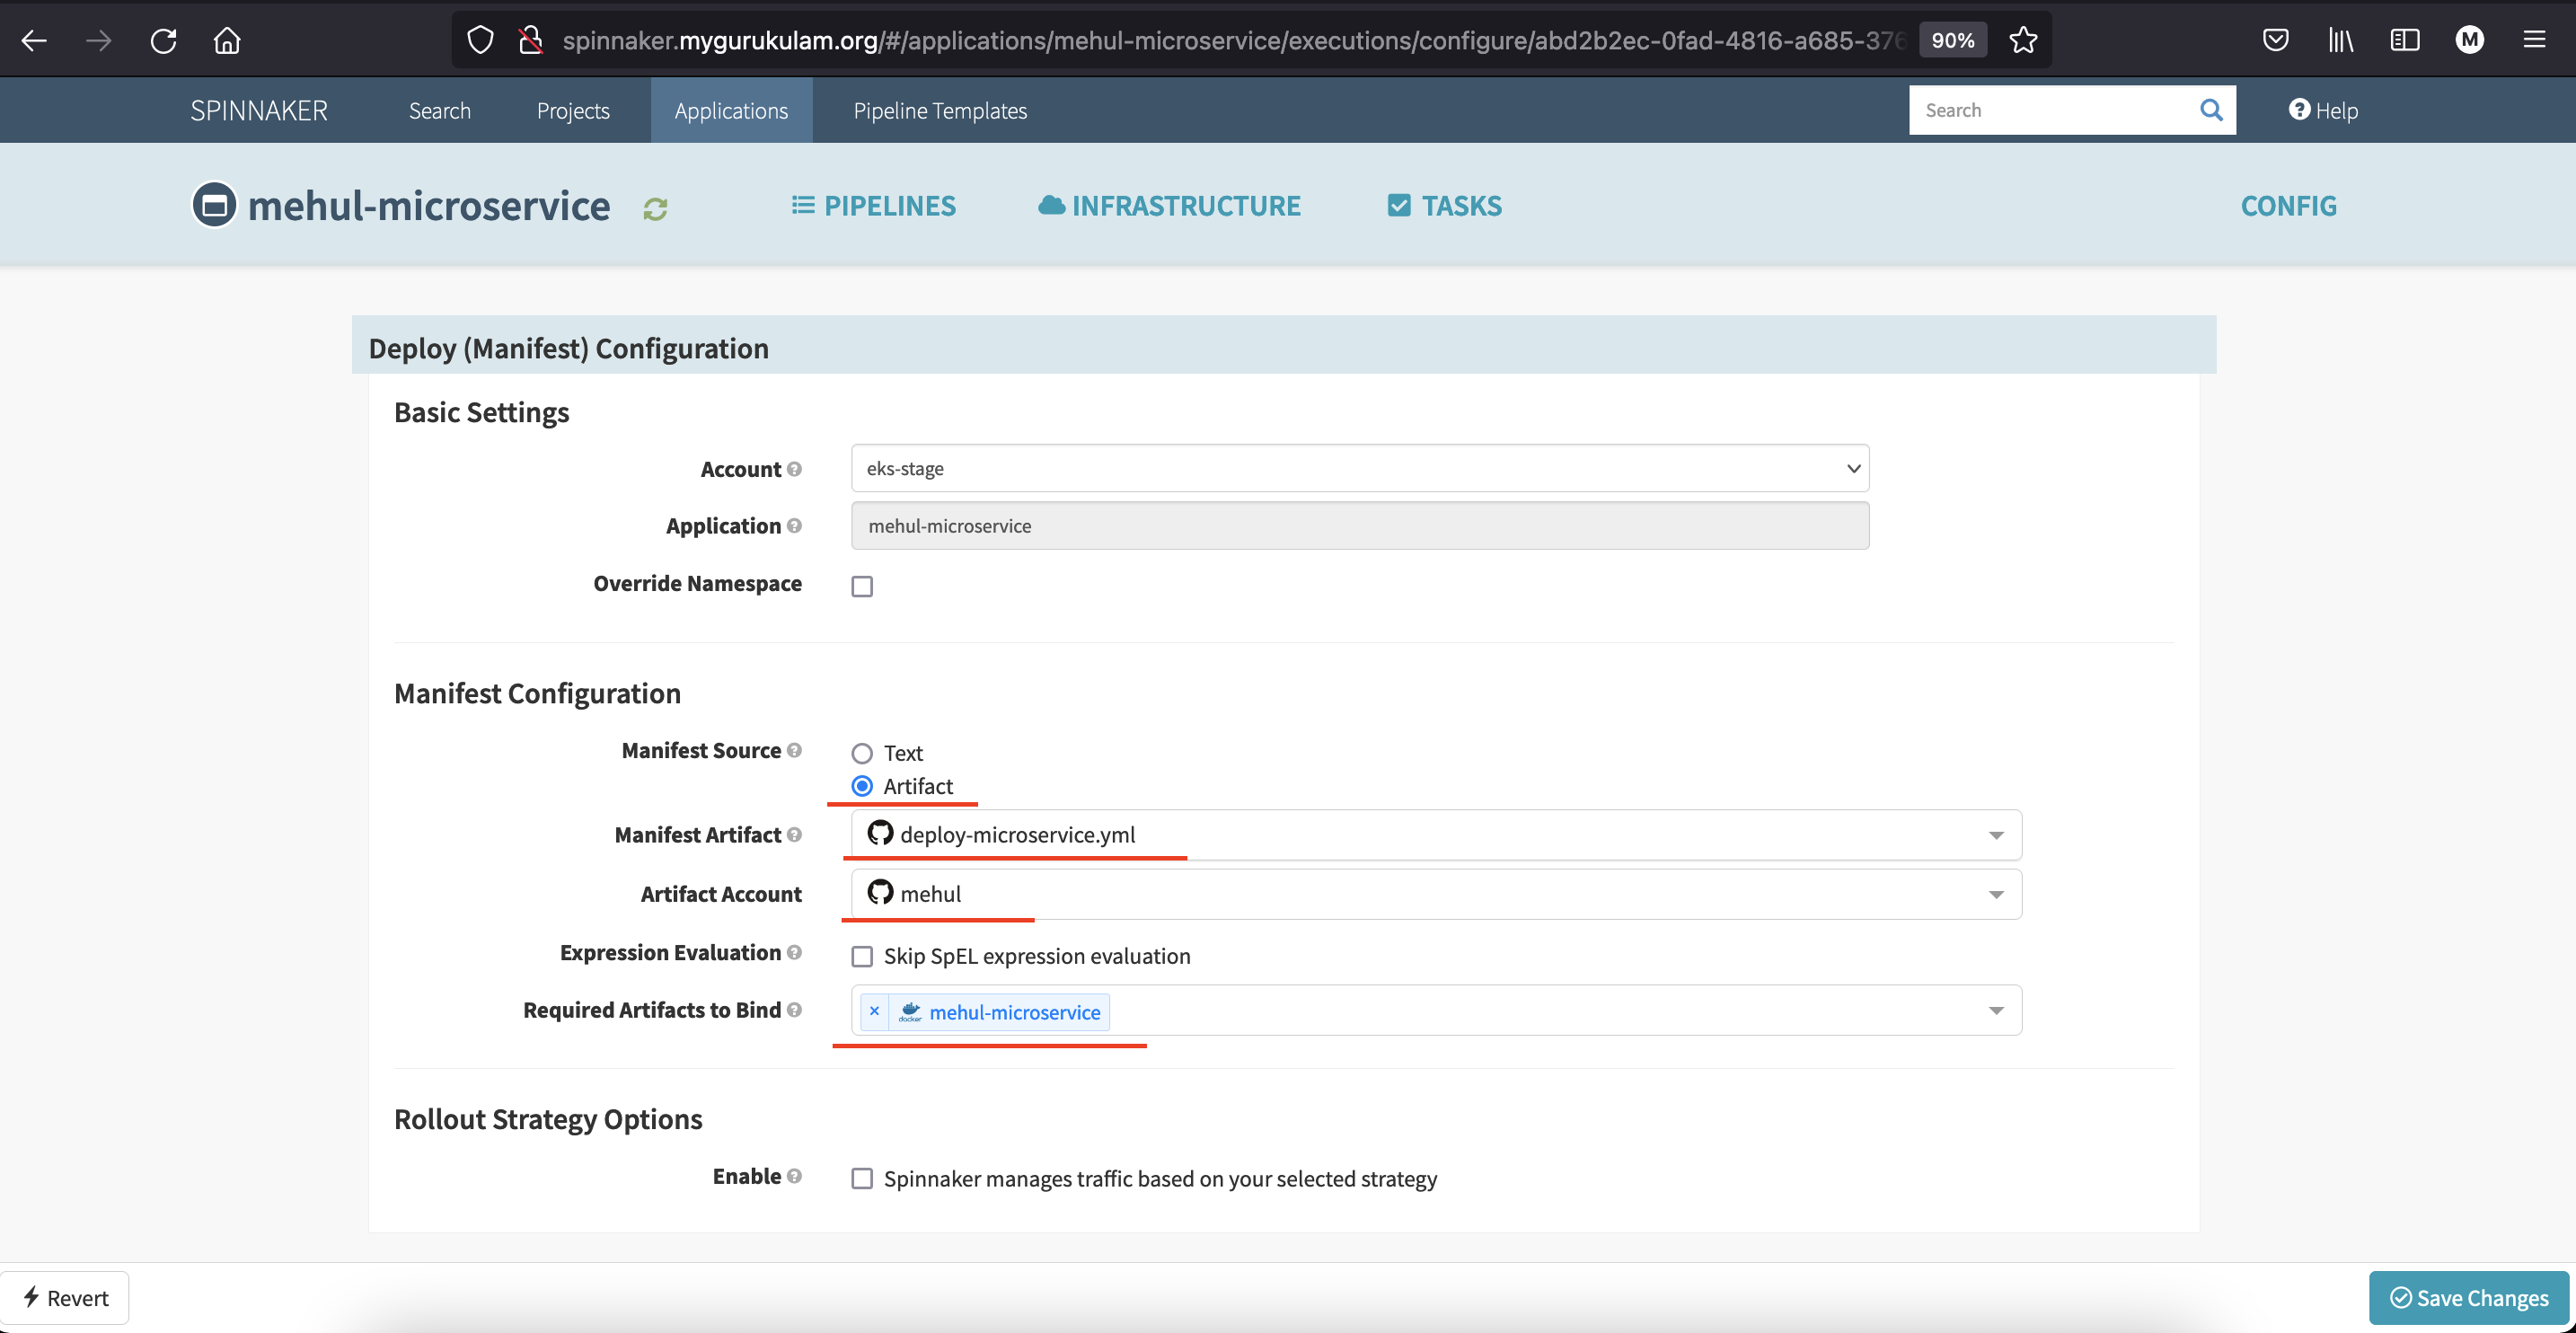 spinnaker.mygurukulam.org/#/applications/mehul-microservice/executions/configure/abd2b2ec-0fad-4816-a685-376
90%
M
SPINNAKER
Search
Projects
Applications
Pipeline Templates
Search
Help
mehul-microservice
PIPELINES
INFRASTRUCTURE
TASKS
CONFIG
Deploy (Manifest) Configuration
Basic Settings
Account
eks-stage
Application
mehul-microservice
Override Namespace
Manifest Configuration
Manifest Source
Text
Artifact
Manifest Artifact
deploy-microservice.yml
Artifact Account
mehul
Expression Evaluation
Skip SpEL expression evaluation
Required Artifacts to Bind
× docker mehul-microservice
Rollout Strategy Options
Enable
Spinnaker manages traffic based on your selected strategy
Revert
Save Changes